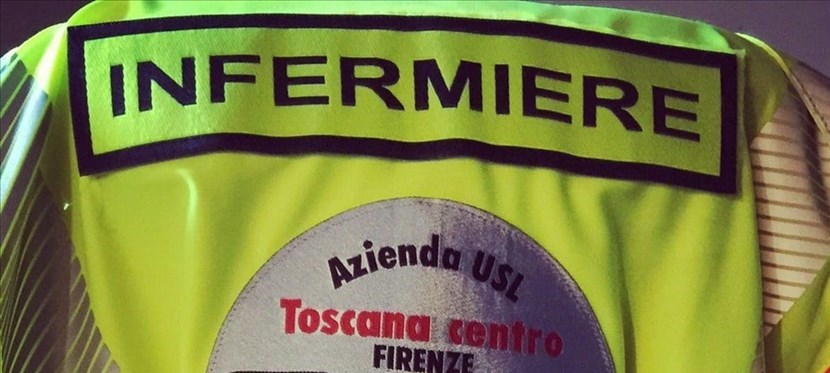 INFERMIERE
Azienda USL
Toscana centro
FIRENZE